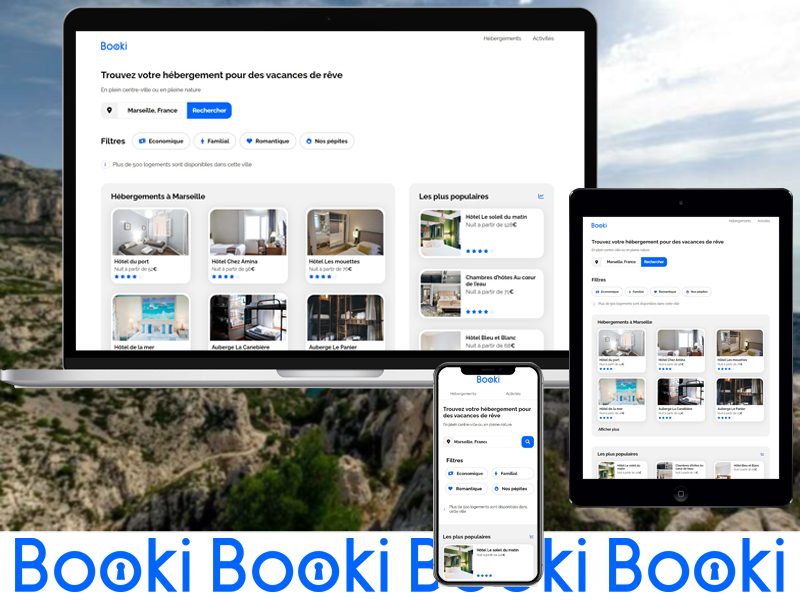 Booki
Hébergements Activités
Trouvez votre hébergement pour des vacances de rêve
En plein centre-ville ou en pleine nature
Marseille, France Rechercher
Filtres Economique Familial Romantique Nos pépites
Plus de 500 logements sont disponibles dans cette ville
Hébergements à Marseille
Hôtel du port
Nuit à partir de 52€
Hôtel Chez Amina
Nuit à partir de 96€
Hôtel Les mouettes
Nuit à partir de 76€
Hôtel de la mer
Auberge La Canebière
Auberge Le Panier
Les plus populaires
Hôtel Le soleil du matin
Nuit à partir de 128€
Chambres d'hôtes Au cœur
de l'eau
Nuit à partir de 71€
Hôtel Bleu et Blanc
Nuit à partir de 68€
Booki
Hébergements Activités
Trouvez votre hébergement pour des vacances de rêve
En plein centre-ville ou en pleine nature
Marseille, France Rechercher
Filtres
Economique Familial Romantique Nos pépites
Plus de 500 logements sont disponibles dans cette ville
Hébergements à Marseille
Hôtel du port
Hôtel Chez Amina
Hôtel Les mouettes
Hôtel de la mer
Auberge La Canebière
Auberge Le Panier
Afficher plus
Les plus populaires
Hôtel Le soleil du
matin
Chambres d'hôtes Au
cœur de l'eau
Hôtel Bleu et Blanc
Booki
Hébergements Activités
Trouvez votre hébergement pour
des vacances de rêve
En plein centre-ville ou en pleine nature
Marseille, France
Filtres
Economique Familial
Romantique Nos pépites
Plus de 500 logements sont disponibles dans
cette ville
Les plus populaires
Hôtel Le soleil du matin
Booki Booki B ki Booki